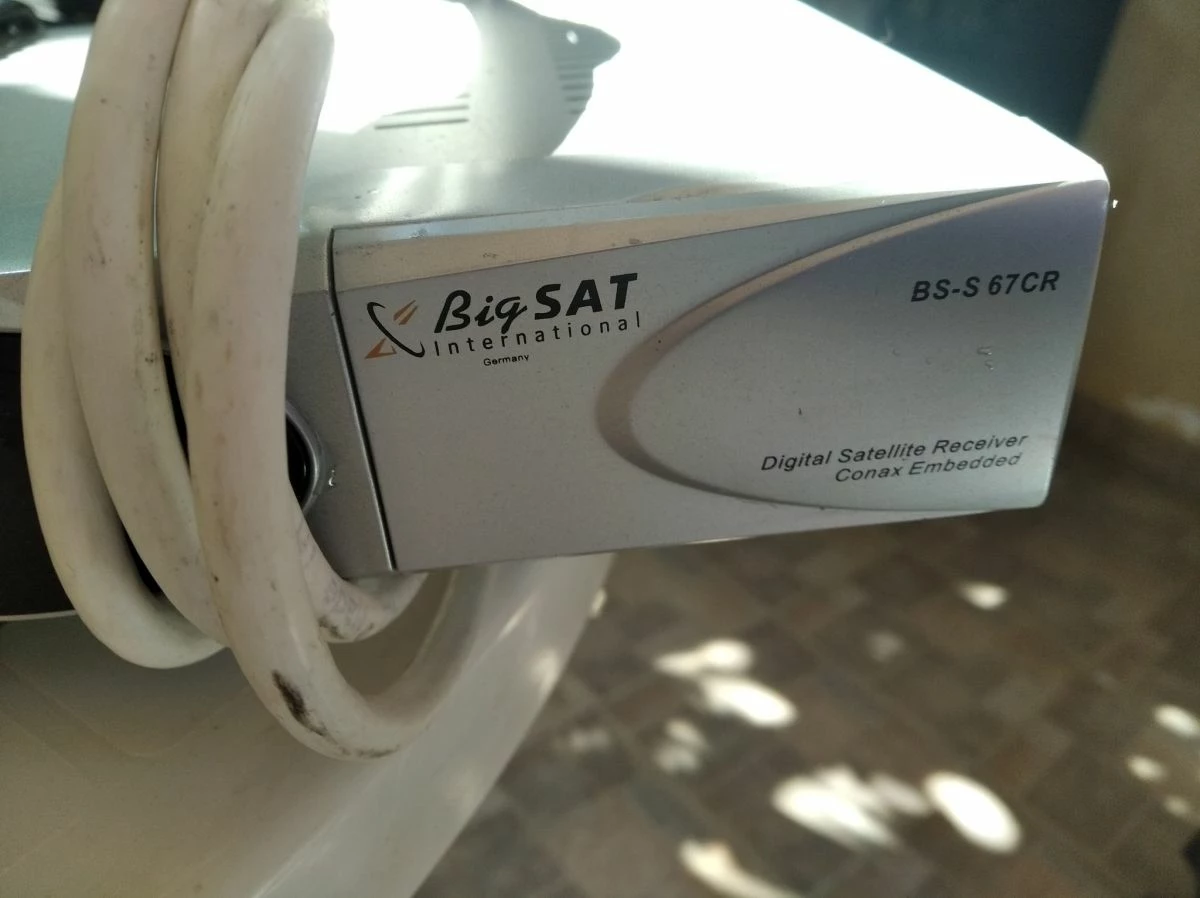 BigSAT
International
Germany
BS-S 67CR
Digital Satellite Receiver
Conax Embedded